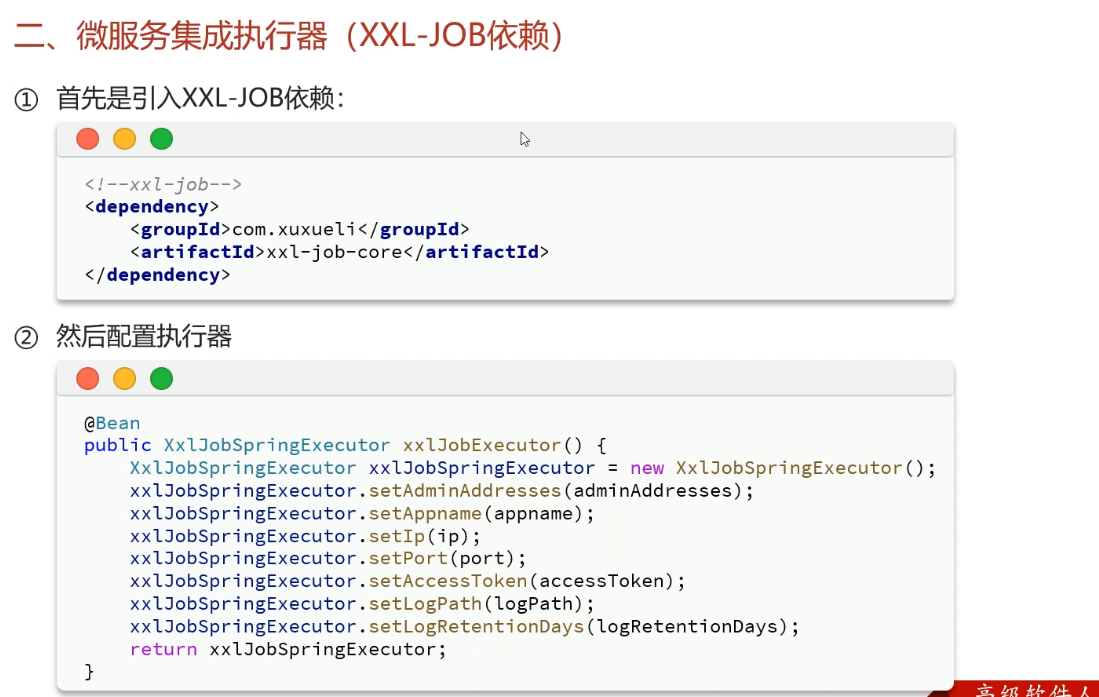 二、微服务集成执行器（XXL-JOB依赖）
① 首先是引入XXL-JOB依赖：
<!--xxl-job-->
<dependency>
    <groupId>com.xuxueli</groupId>
    <artifactId>xxl-job-core</artifactId>
</dependency>
② 然后配置执行器
@Bean
public XxlJobSpringExecutor xxlJobExecutor() {
    XxlJobSpringExecutor xxlJobSpringExecutor = new XxlJobSpringExecutor();
    xxlJobSpringExecutor.setAdminAddresses(adminAddresses);
    xxlJobSpringExecutor.setAppname(appname);
    xxlJobSpringExecutor.setIp(ip);
    xxlJobSpringExecutor.setPort(port);
    xxlJobSpringExecutor.setAccessToken(accessToken);
    xxlJobSpringExecutor.setLogPath(logPath);
    xxlJobSpringExecutor.setLogRetentionDays(logRetentionDays);
    return xxlJobSpringExecutor;
}
高级软件人